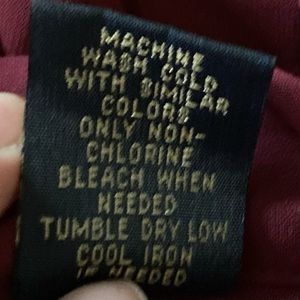 MACHINE
WASH COLD
WITH SIMILAR
COLORS
ONLY NON-
CHLORINE
BLEACH WHEN
NEEDED
TUMBLE DRY LOW
COOL IRON
IF NEEDED